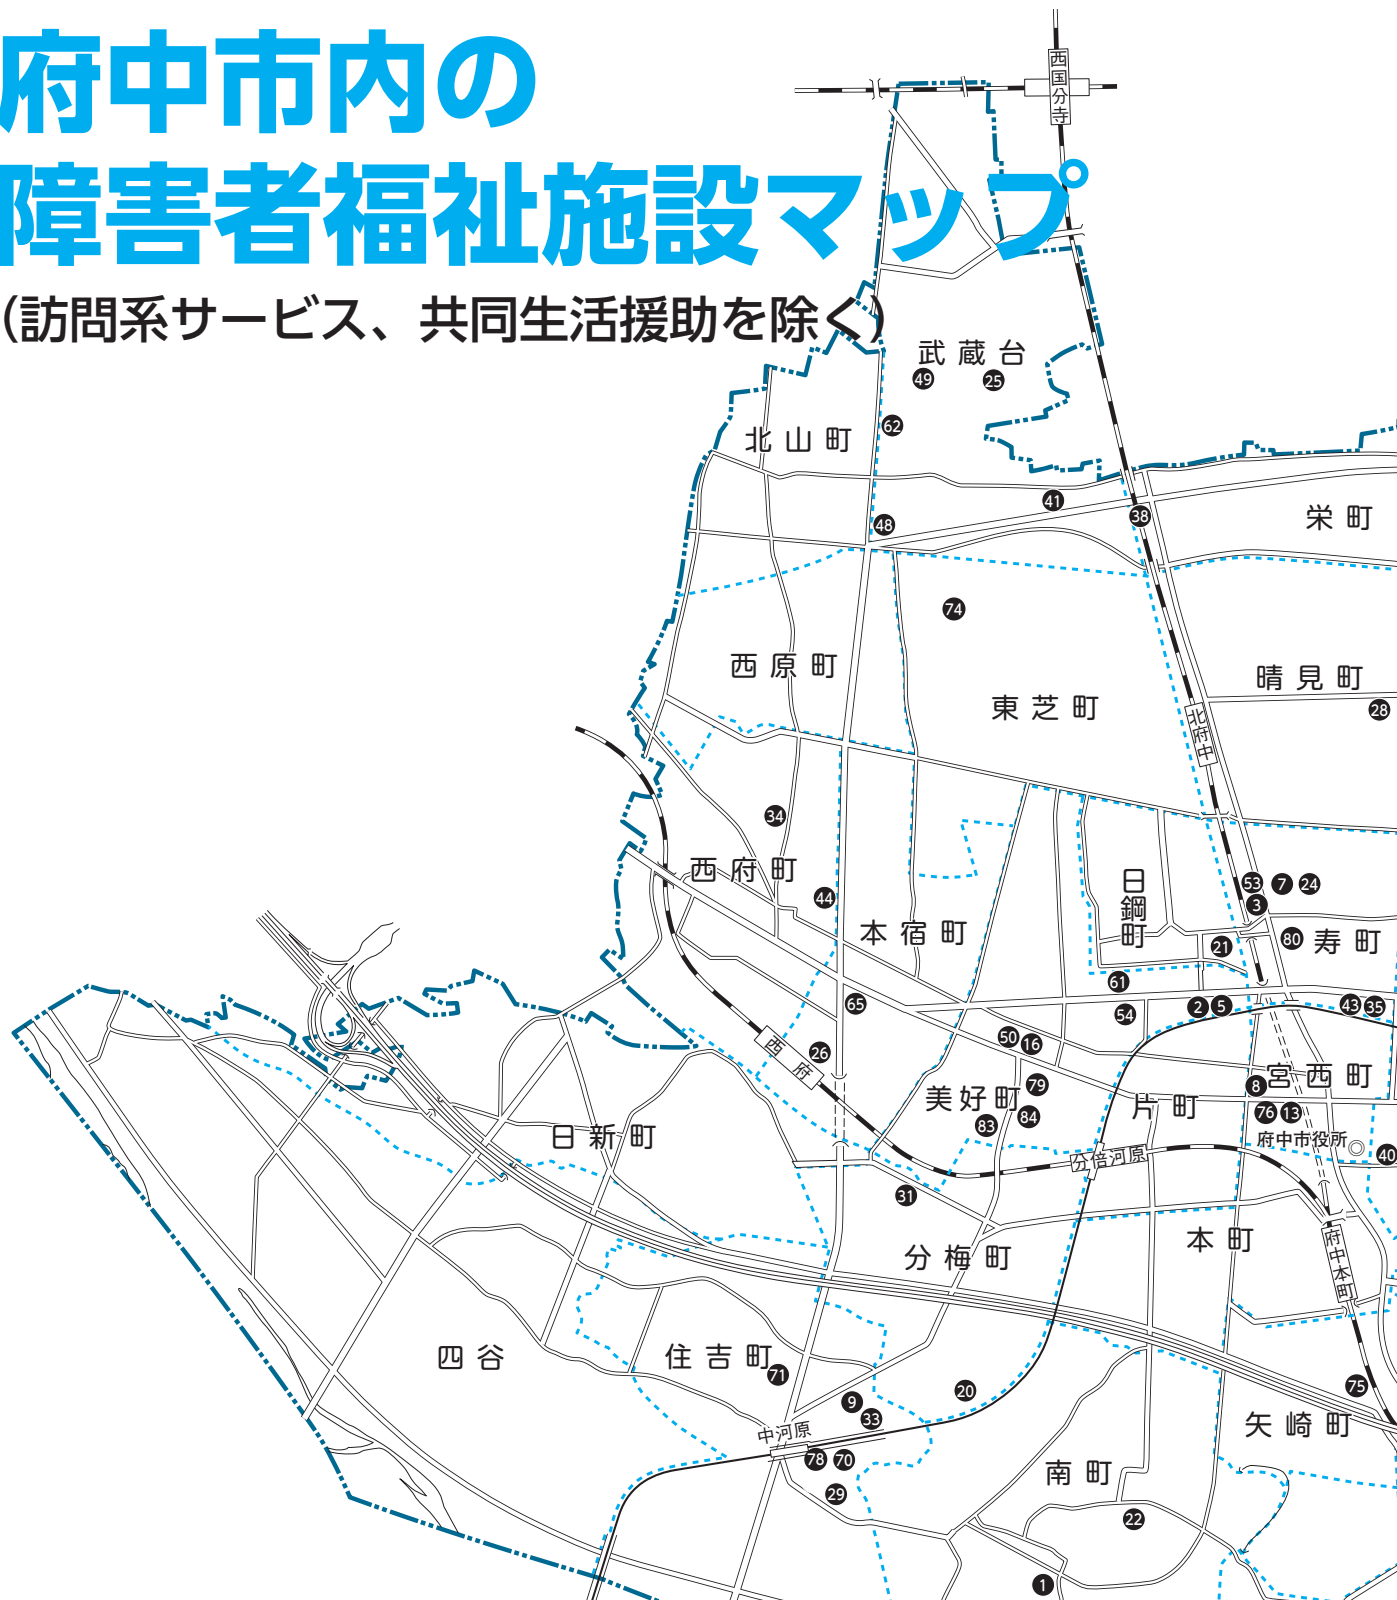 府中市内の
障害者福祉施設マップ
(訪問系サービス、共同生活援助を除く)
西国分寺
武蔵台
49
25
62
北山町
41
48
38
栄町
74
西原町
東芝町
晴見町
28
北府中
34
西府町
44
本宿町
日鋼町
53
7
24
3
21
80
寿町
61
65
54
2
5
43
35
50
16
26
西府
79
美好町
84
83
片町
8
宮西町
76
13
府中市役所
40
日新町
分倍河原
31
分梅町
本町
府中本町
四谷
住吉町
71
20
75
9
33
中河原
矢崎町
78
70
南町
29
22
1